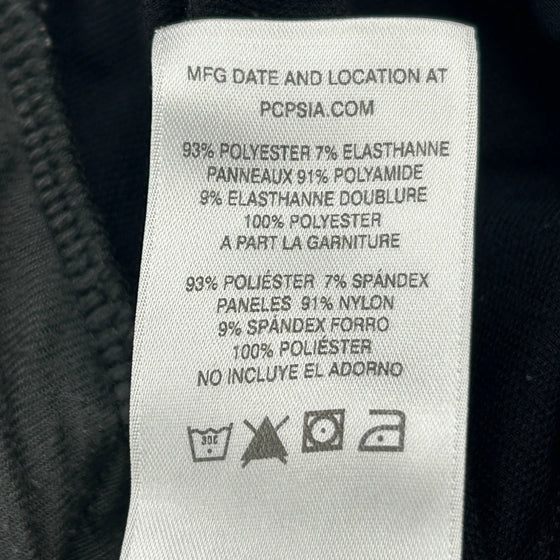 MFG DATE AND LOCATION AT
PCPSIA.COM
93% POLYESTER 7% ELASTHANNE
PANNEAUX 91% POLYAMIDE
9% ELASTHANNE DOUBLURE
100% POLYESTER
A PART LA GARNITURE
93% POLIÉSTER 7% SPÁNDEX
PANELES 91% NYLON
9% SPÁNDEX FORRO
100% POLIÉSTER
NO INCLUYE EL ADORNO
30C